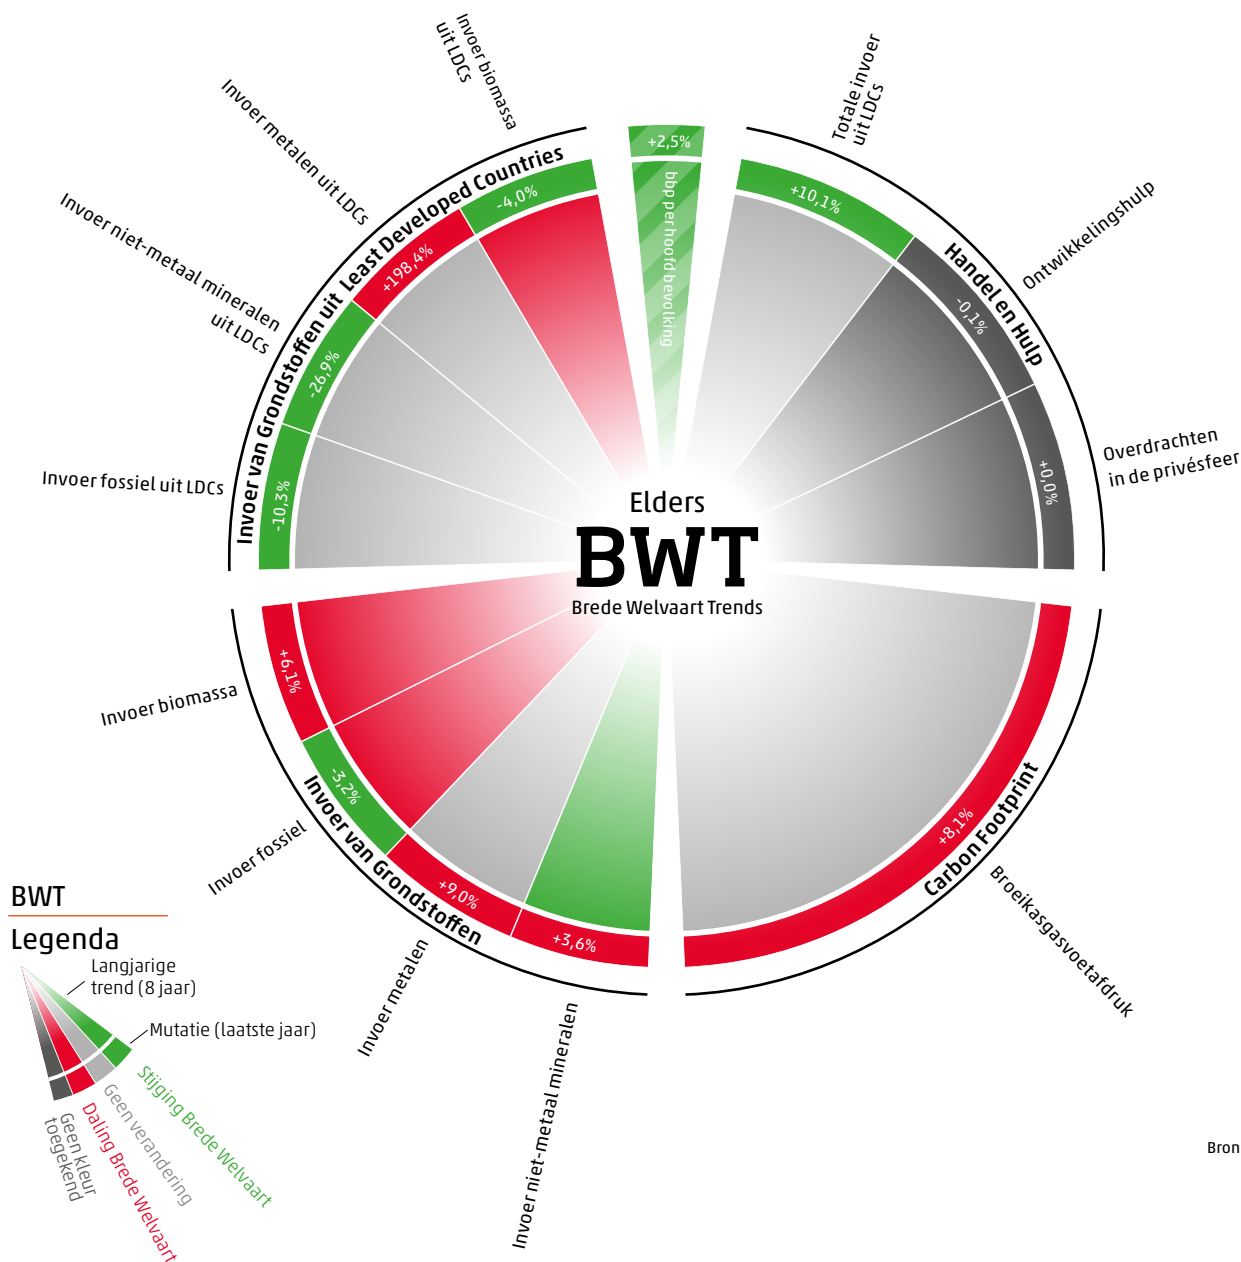 Invoer biomassa
uit LDCs
Invoer metalen uit LDCs
Invoer niet-metaal mineralen
uit LDCs
Invoer fossiel uit LDCs
Invoer van Grondstoffen uit Least Developed Countries
-4,0%
+198,4%
-26,9%
-10,3%
+2,5%
bbp per hoofd bevolking
Totale invoer
uit LDCs
Ontwikkelingshulp
Overdrachten
in de privésfeer
Handel en Hulp
+10,1%
-0,1%
+0,0%
Elders
BWT
Brede Welvaart Trends
Invoer biomassa
Invoer fossiel
Invoer metalen
Invoer niet-metaal mineralen
Invoer van Grondstoffen
+6,1%
-3,2%
+9,0%
+3,6%
Carbon Footprint
+8,1%
Broeikasgasvoetafdruk
BWT
Legenda
Langjarige
trend (8 jaar)
Mutatie (laatste jaar)
Stijging Brede Welvaart
Geen verandering
Daling Brede Welvaart
Geen kleur
toegekend
Bron